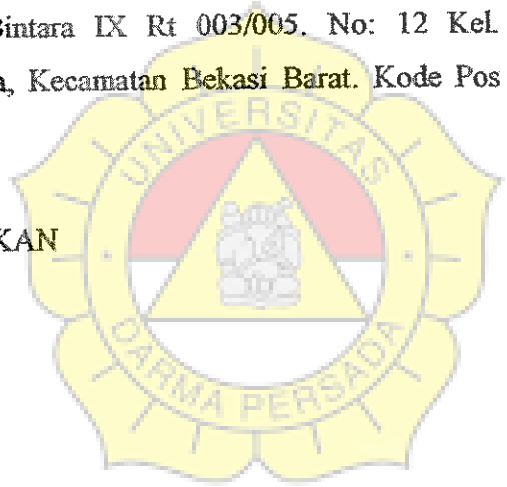 Bintara IX Rt 003/005. No: 12 Kel.
a, Kecamatan Bekasi Barat. Kode Pos
KAN
UNIVERSITAS
DARMA PERSADA